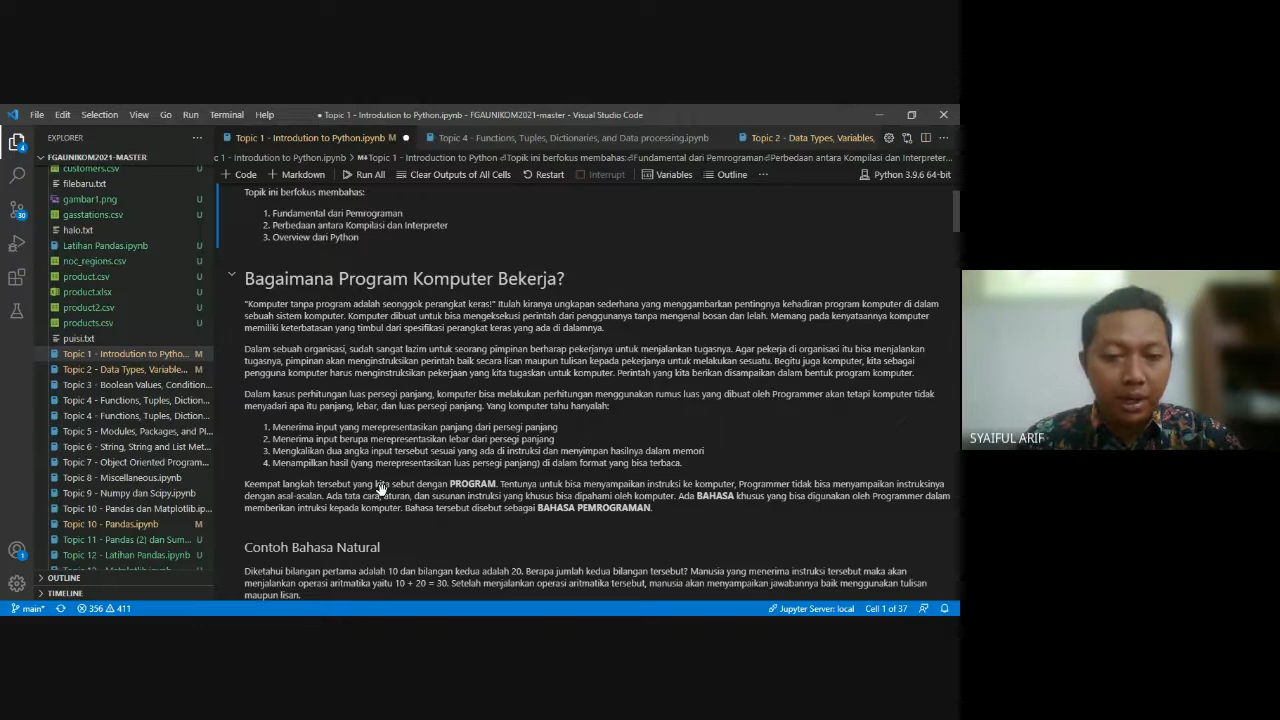 File Edit Selection View Go Run Terminal Help
● Topic 1 - Introdution to Python.ipynb - FGAUNIKOM2021-master - Visual Studio Code
EXPLORER
Topic 1 - Introdution to Python.ipynb M
Topic 4 - Functions, Tuples, Dictionaries, and Data processing.ipynb
Topic 2 - Data Types, Variables,
FGAUNIKOM2021-MASTER
c 1 - Introdution to Python.ipynb > M↓Topic 1 - Introduction to Python ⏎Topik ini berfokus membahas:⏎Fundamental dari Pemrograman⏎Perbedaan antara Kompilasi dan Interpreter...
+ Code + Markdown Run All Clear Outputs of All Cells Restart Interrupt Variables Outline ... Python 3.9.6 64-bit
customers.csv U
filebaru.txt
gambar1.png U
gasstations.csv U
halo.txt
Latihan Pandas.ipynb U
noc_regions.csv U
product.csv U
product.xlsx U
product2.csv U
products.csv U
puisi.txt
Topic 1 - Introdution to Pytho... M
Topic 2 - Data Types, Variable... M
Topic 3 - Boolean Values, Condition...
Topic 4 - Functions, Tuples, Diction...
Topic 4 - Functions, Tuples, Diction...
Topic 5 - Modules, Packages, and Pl...
Topic 6 - String, String and List Met...
Topic 7 - Object Oriented Program...
Topic 8 - Miscellaneous.ipynb
Topic 9 - Numpy dan Scipy.ipynb
Topic 10 - Pandas dan Matplotlib.ip...
Topic 10 - Pandas.ipynb M
Topic 11 - Pandas (2) dan Sum... U
Topic 12 - Latihan Pandas.ipynb U
OUTLINE
TIMELINE
Topik ini berfokus membahas:
1. Fundamental dari Pemrograman
2. Perbedaan antara Kompilasi dan Interpreter
3. Overview dari Python
Bagaimana Program Komputer Bekerja?
"Komputer tanpa program adalah seonggok perangkat keras!" Itulah kiranya ungkapan sederhana yang menggambarkan pentingnya kehadiran program komputer di dalam
sebuah sistem komputer. Komputer dibuat untuk bisa mengeksekusi perintah dari penggunanya tanpa mengenal bosan dan lelah. Memang pada kenyataannya komputer
memiliki keterbatasan yang timbul dari spesifikasi perangkat keras yang ada di dalamnya.
Dalam sebuah organisasi, sudah sangat lazim untuk seorang pimpinan berharap pekerjanya untuk menjalankan tugasnya. Agar pekerja di organisasi itu bisa menjalankan
tugasnya, pimpinan akan menginstruksikan perintah baik secara lisan maupun tulisan kepada pekerjanya untuk melakukan sesuatu. Begitu juga komputer, kita sebagai
pengguna komputer harus menginstruksikan pekerjaan yang kita tugaskan untuk komputer. Perintah yang kita berikan disampaikan dalam bentuk program komputer.
Dalam kasus perhitungan luas persegi panjang, komputer bisa melakukan perhitungan menggunakan rumus luas yang dibuat oleh Programmer akan tetapi komputer tidak
menyadari apa itu panjang, lebar, dan luas persegi panjang. Yang komputer tahu hanyalah:
1. Menerima input yang merepresentasikan panjang dari persegi panjang
2. Menerima input berupa merepresentasikan lebar dari persegi panjang
3. Mengkalikan dua angka input tersebut sesuai yang ada di instruksi dan menyimpan hasilnya dalam memori
4. Menampilkan hasil (yang merepresentasikan luas persegi panjang) di dalam format yang bisa terbaca.
Keempat langkah tersebut yang kita sebut dengan PROGRAM. Tentunya untuk bisa menyampaikan instruksi ke komputer, Programmer tidak bisa menyampaikan instruksinya
dengan asal-asalan. Ada tata cara, aturan, dan susunan instruksi yang khusus bisa dipahami oleh komputer. Ada BAHASA khusus yang bisa digunakan oleh Programmer dalam
memberikan intruksi kepada komputer. Bahasa tersebut disebut sebagai BAHASA PEMROGRAMAN.
Contoh Bahasa Natural
Diketahui bilangan pertama adalah 10 dan bilangan kedua adalah 20. Berapa jumlah kedua bilangan tersebut? Manusia yang menerima instruksi tersebut maka akan
menjalankan operasi aritmatika yaitu 10 + 20 = 30. Setelah menjalankan operasi aritmatika tersebut, manusia akan menyampaikan jawabannya baik menggunakan tulisan
maupun lisan.
main* 356 411
Jupyter Server: local Cell 1 of 37
SYAIFUL ARIF